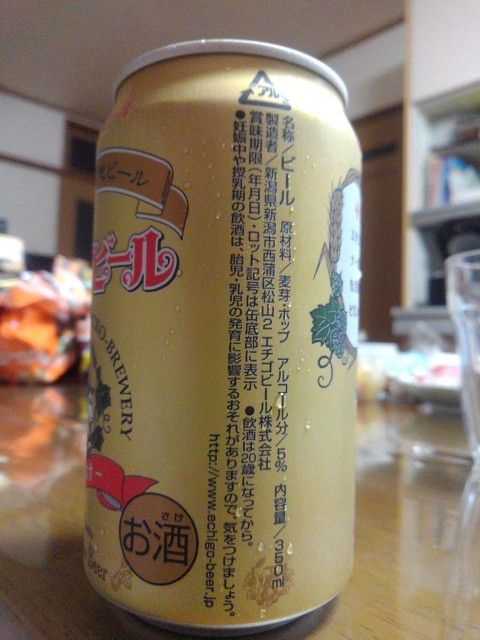 アルミ
名称／ビール 原材料／麦芽・ホップ アルコール分／5% 内容量／350ml
製造者／新潟県新潟市西蒲区松山2 エチゴビール株式会社
賞味期限（年月日）・ロット記号は缶底部に表示 ●飲酒は20歳になってから。
●妊娠中や授乳期の飲酒は、胎児・乳児の発育に影響するおそれがありますので、気をつけましょう。
http://www.echigo-beer.jp
ビール
ビール
BREWERY
さけ
お酒
Beer